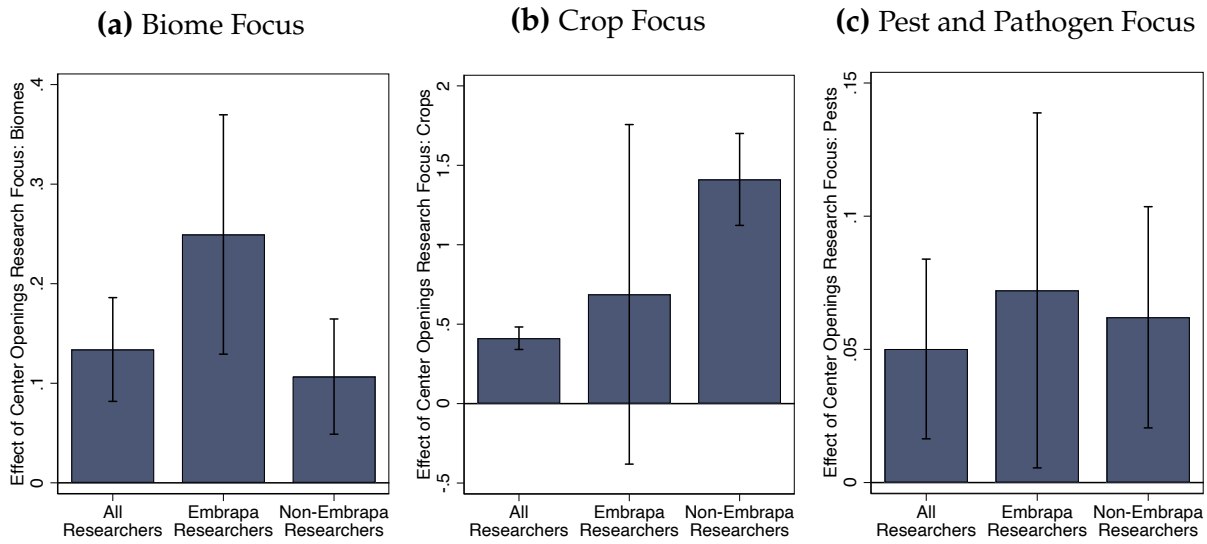 (a) Biome Focus
Effect of Center Openings Research Focus: Biomes
.4
.3
.2
.1
0
All
Researchers
Embrapa
Researchers
Non-Embrapa
Researchers
(b) Crop Focus
Effect of Center Openings Research Focus: Crops
2
1.5
1
.5
0
-.5
All
Researchers
Embrapa
Researchers
Non-Embrapa
Researchers
(c) Pest and Pathogen Focus
Effect of Center Openings Research Focus: Pests
.15
.1
.05
0
All
Researchers
Embrapa
Researchers
Non-Embrapa
Researchers